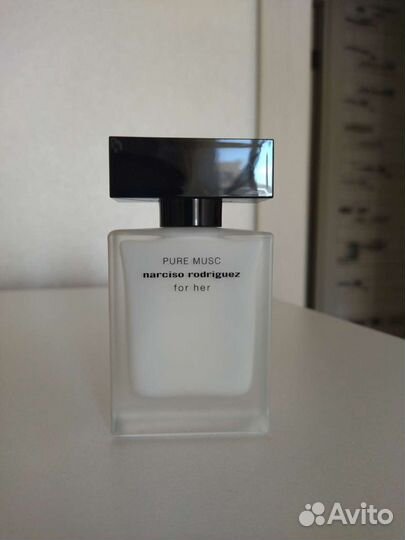 PURE MUSC
narciso rodriguez
for her
Avito